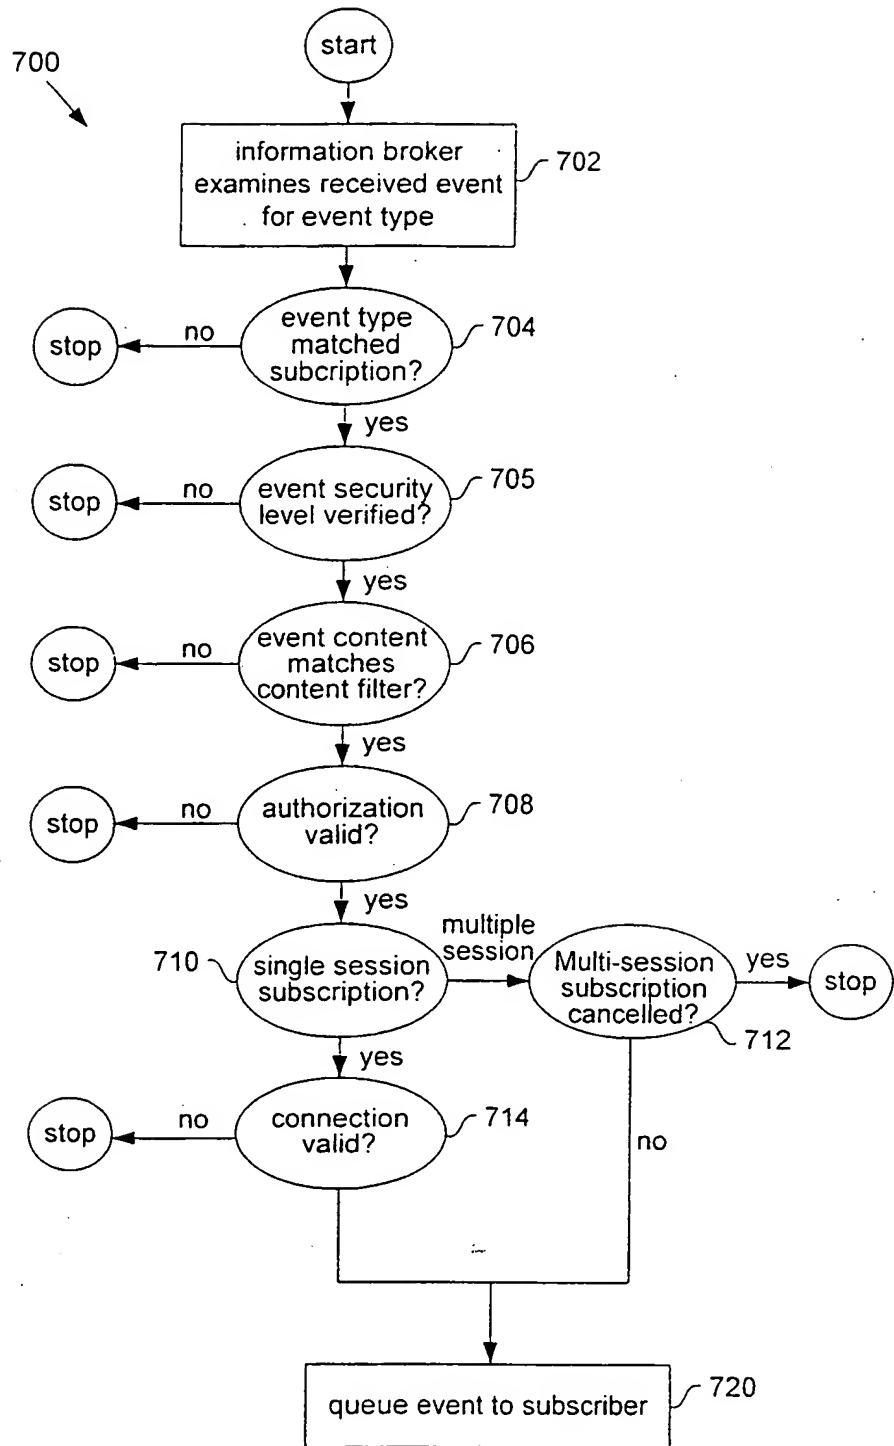 start
700
information broker
examines received event
for event type
702
event type
matched
subcription?
704
no
stop
yes
event security
level verified?
705
no
stop
yes
event content
matches
content filter?
706
no
stop
yes
authorization
valid?
708
no
stop
yes
710
single session
subscription?
multiple
session
Multi-session
subscription
cancelled?
712
yes
stop
yes
connection
valid?
714
no
stop
no
queue event to subscriber
720